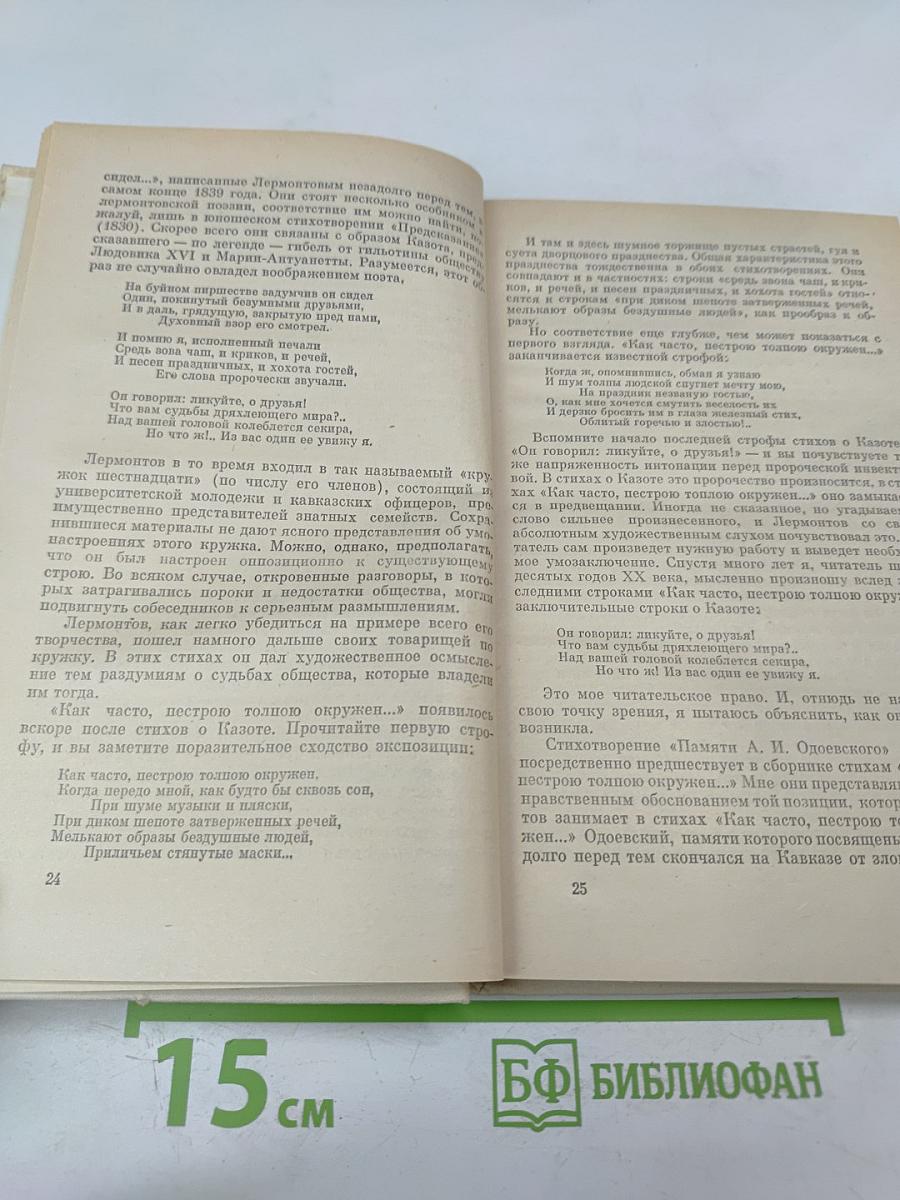 сидел...», написанные Лермонтовым незадолго перед тем, в
самом конце 1839 года. Они стоят несколько особняком в
лермонтовской поэзии, соответствие им можно найти, по-
жалуй, лишь в юношеском стихотворении «Предсказание»
(1830). Скорее всего они связаны с образом Казота, пред-
сказавшего — по легенде — гибель от гильотины общества
Людовика XVI и Марии-Антуанетты. Разумеется, этот об-
раз не случайно овладел воображением поэта,
На буйном пиршестве задумчив он сидел
Один, покинутый безумными друзьями,
И в даль, грядущую, закрытую пред нами,
Духовный взор его смотрел.
И помню я, исполненный печали
Средь зова чаш, и криков, и речей,
И песен праздничных, и хохота гостей,
Его слова пророчески звучали.
Он говорил: ликуйте, о друзья!
Что вам судьбы дряхлеющего мира?..
Над вашей головой колеблется секира,
Но что ж!.. Из вас один ее увижу я.
Лермонтов в то время входил в так называемый «кру-
жок шестнадцати» (по числу его членов), состоящий из
университетской молодежи и кавказских офицеров, пре-
имущественно представителей знатных семейств. Сохра-
нившиеся материалы не дают ясного представления об умо-
настроениях этого кружка. Можно, однако, предполагать,
что он был настроен оппозиционно к существующему
строю. Во всяком случае, откровенные разговоры, в кото-
рых затрагивались пороки и недостатки общества, могли
подвигнуть собеседников к серьезным размышлениям.
Лермонтов, как легко убедиться на примере всего его
творчества, пошел намного дальше своих товарищей по
кружку. В этих стихах он дал художественное осмысле-
ние тем раздумиям о судьбах общества, которые владели
им тогда.
«Как часто, пестрою толпою окружен...» появилось
вскоре после стихов о Казоте. Прочитайте первую стро-
фу, и вы заметите поразительное сходство экспозиции:
Как часто, пестрою толпою окружен.
Когда передо мной, как будто бы сквозь сон,
При шуме музыки и пляски,
При диком шепоте затверженных речей,
Мелькают образы бездушные людей,
Приличьем стянутые маски...
24
И там и здесь шумное торжище пустых страстей, гул и
суета дворцового празднества. Общая характеристика этого
празднества тождественна в обоих стихотворениях. Они
совпадают и в частностях: строки «средь звона чаш, и кри-
ков, и речей, и песен праздничных, и хохота гостей» отно-
сятся и строкам «при диком шепоте затверженных речей,
мелькают образы бездушные людей», как прообраз к об-
разу.
Но соответствие еще глубже, чем может показаться с
первого взгляда. «Как часто, пестрою толпою окружен...»
заканчивается известной строфой:
Когда ж, опомнившись, обман я узнаю
И шум толпы людской спугнет мечту мою,
На праздник незваную гостью,
О, как мне хочется смутить веселость их
И дерзко бросить им в глаза железный стих,
Облитый горечью и злостью!..
Вспомните начало последней строфы стихов о Казоте
«Он говорил: ликуйте, о друзья!» — и вы почувствуете т
же напряженность интонации перед пророческой инвект
вой. В стихах о Казоте это пророчество произносится, в ст
хах «Как часто, пестрою топлою окружен...» оно замыкае
ся в предвещании. Иногда не сказанное, но угадываем
слово сильнее произнесенного, и Лермонтов со св
абсолютным художественным слухом почувствовал это.
татель сам произведет нужную работу и выведет необх
мое умозаключение. Спустя много лет я, читатель ш
десятых годов XX века, мысленно произношу вслед з
следними строками «Как часто, пестрою толпою окру
заключительные строки о Казоте:
Он говорил: ликуйте, о друзья!
Что вам судьбы дряхлеющего мира?..
Над вашей головой колеблется секира,
Но что ж! Из вас один ее увижу я.
Это мое читательское право. И, отнюдь не на
свою точку зрения, я пытаюсь объяснить, как он
возникла.
Стихотворение «Памяти А. И. Одоевского
посредственно предшествует в сборнике стихам «
пестрою толпою окружен...» Мне они представля
нравственным обоснованием той позиции, котор
тов занимает в стихах «Как часто, пестрою то
жен...» Одоевский, памяти которого посвящены
долго перед тем скончался на Кавказе от злок
25
15 см
БФ БИБЛИОФАН